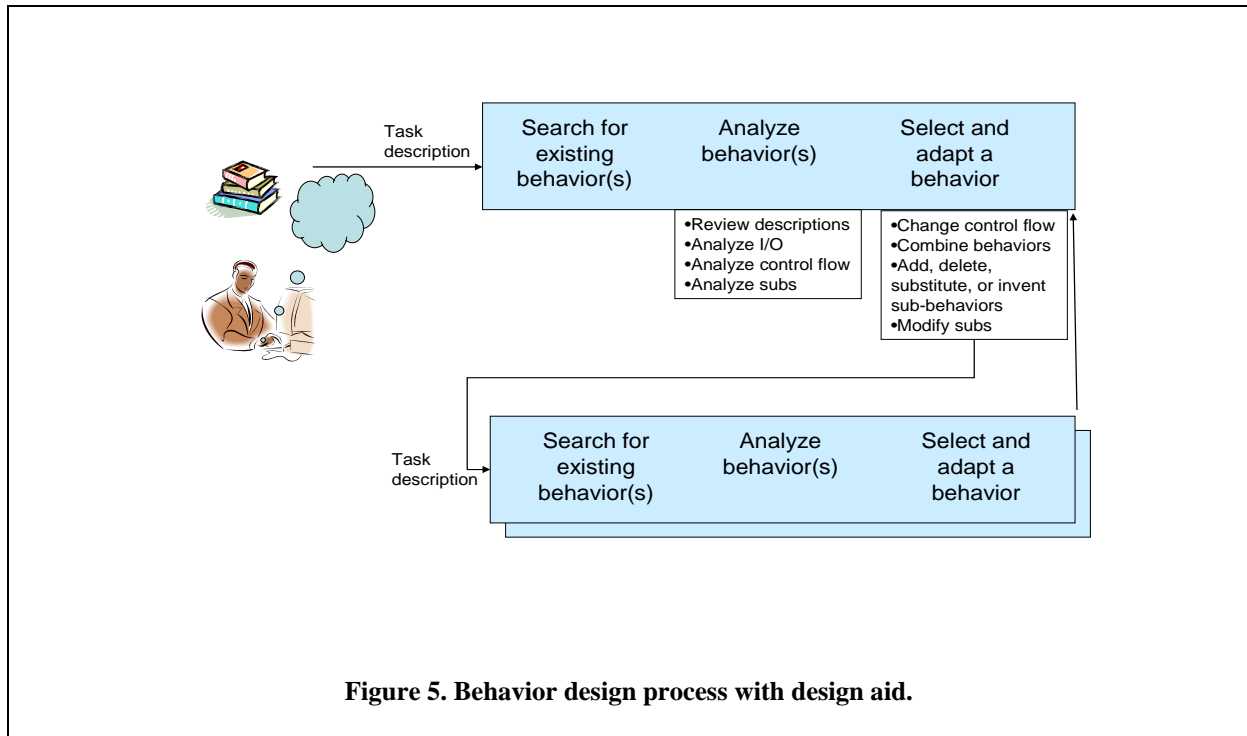 Task
description
Search for
existing
behavior(s)
Analyze
behavior(s)
Select and
adapt a
behavior
•Review descriptions
•Analyze I/O
•Analyze control flow
•Analyze subs
•Change control flow
•Combine behaviors
•Add, delete,
substitute, or invent
sub-behaviors
•Modify subs
Task
description
Search for
existing
behavior(s)
Analyze
behavior(s)
Select and
adapt a
behavior
Figure 5. Behavior design process with design aid.